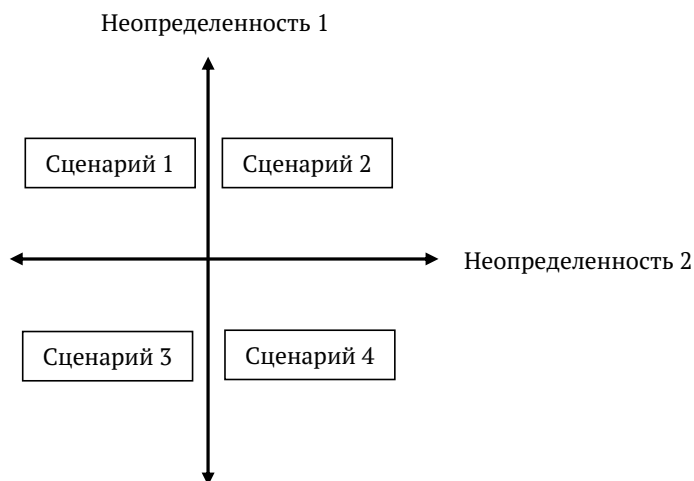 Неопределенность 1
Сценарий 1
Сценарий 2
Неопределенность 2
Сценарий 3
Сценарий 4